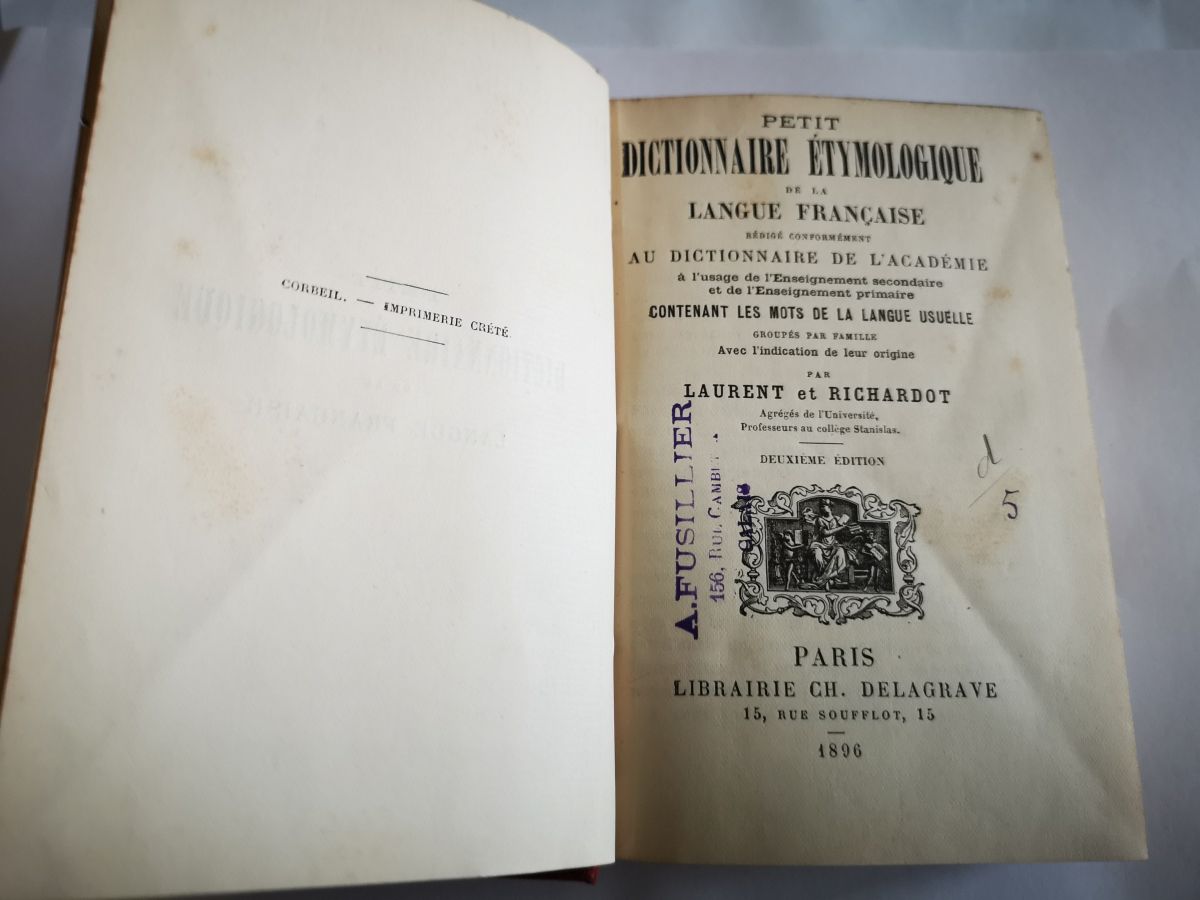 CORBEIL. — IMPRIMERIE CRÉTÉ.
PETIT
DICTIONNAIRE ÉTYMOLOGIQUE
DE LA
LANGUE FRANÇAISE
RÉDIGÉ CONFORMÉMENT
AU DICTIONNAIRE DE L'ACADÉMIE
à l'usage de l'Enseignement secondaire
et de l'Enseignement primaire
CONTENANT LES MOTS DE LA LANGUE USUELLE
GROUPÉS PAR FAMILLE
Avec l'indication de leur origine
PAR
LAURENT et RICHARDOT
Agrégés de l'Université,
Professeurs au collège Stanislas.
DEUXIÈME ÉDITION
d
5
A. FUSILLIER
156, RUE
PARIS
LIBRAIRIE CH. DELAGRAVE
15, RUE SOUFFLOT, 15
1896